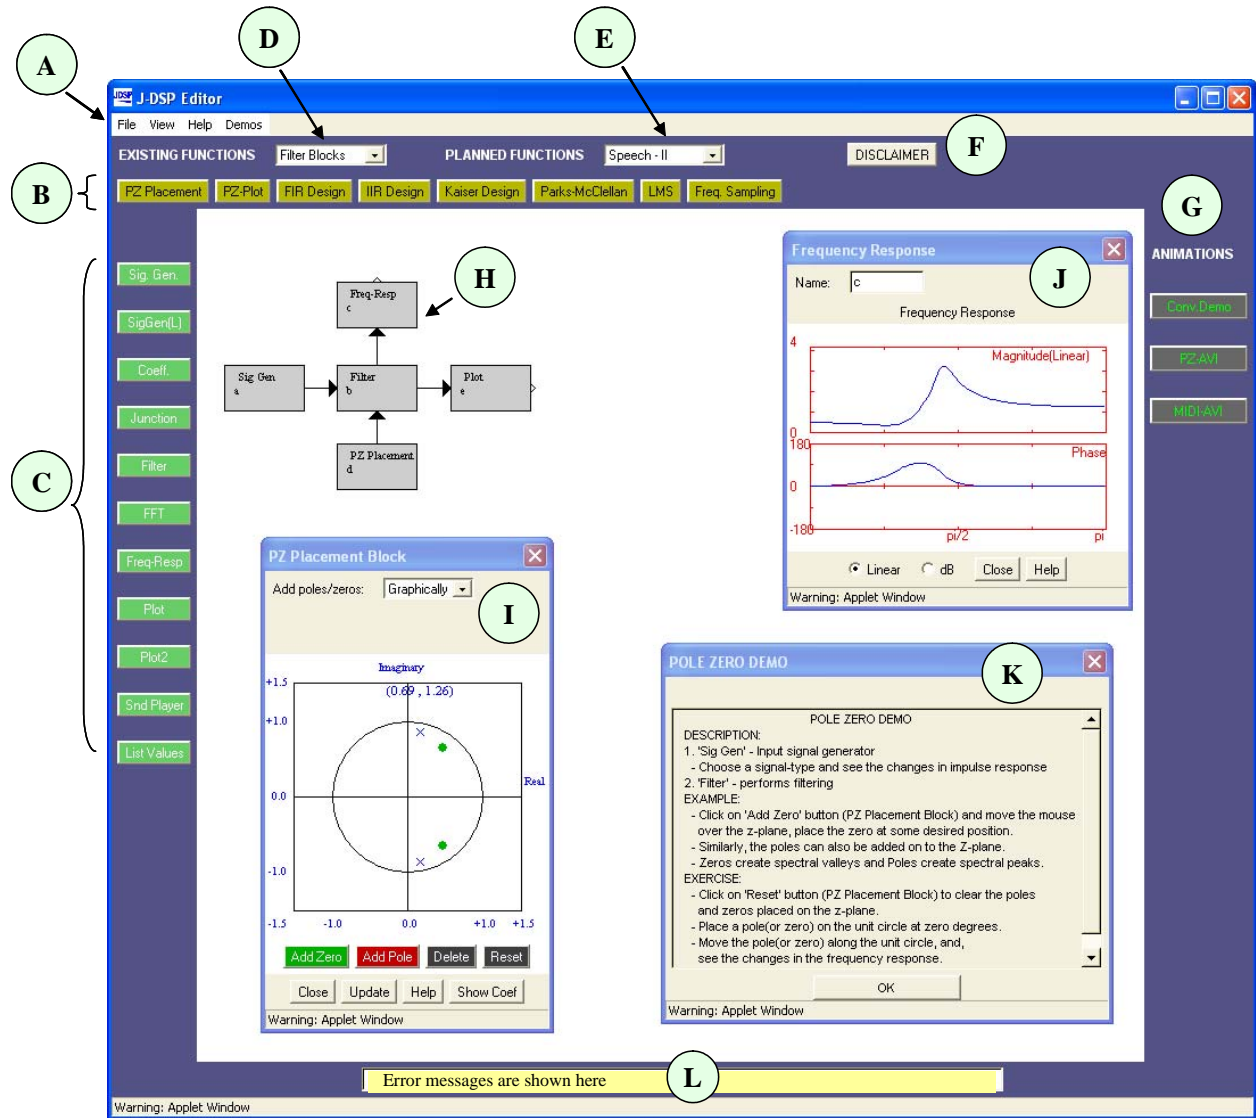 D
E
A
JDSP J-DSP Editor
File View Help Demos
EXISTING FUNCTIONS Filter Blocks PLANNED FUNCTIONS Speech - II DISCLAIMER
F
B
PZ Placement PZ-Plot FIR Design IIR Design Kaiser Design Parks-McClellan LMS Freq. Sampling
G
ANIMATIONS
Conv.Demo
PZ-AVI
MIDI-AVI
C
Sig. Gen.
SigGen(L)
Coeff.
Junction
Filter
FFT
Freq-Resp
Plot
Plot2
Snd Player
List Values
H
Freq-Resp
c
Sig Gen
a
Filter
b
Plot
e
PZ Placement
d
Frequency Response
J
Name: c
Frequency Response
4
Magnitude(Linear)
0
180
Phase
0
-180
pi/2
pi
Linear dB Close Help
Warning: Applet Window
PZ Placement Block
Add poles/zeros: Graphically
I
Imaginary
+1.5
(0.69 , 1.26)
+1.0
Real
0.0
-1.0
-1.5 -1.0 0.0 +1.0 +1.5
Add Zero Add Pole Delete Reset
Close Update Help Show Coef
Warning: Applet Window
POLE ZERO DEMO
K
POLE ZERO DEMO
DESCRIPTION:
1. 'Sig Gen' - Input signal generator
- Choose a signal-type and see the changes in impulse response
2. 'Filter' - performs filtering
EXAMPLE:
- Click on 'Add Zero' button (PZ Placement Block) and move the mouse
over the z-plane, place the zero at some desired position.
- Similarly, the poles can also be added on to the Z-plane.
- Zeros create spectral valleys and Poles create spectral peaks.
EXERCISE:
- Click on 'Reset' button (PZ Placement Block) to clear the poles
and zeros placed on the z-plane.
- Place a pole(or zero) on the unit circle at zero degrees.
- Move the pole(or zero) along the unit circle, and,
see the changes in the frequency response.
OK
Warning: Applet Window
Error messages are shown here
L
Warning: Applet Window